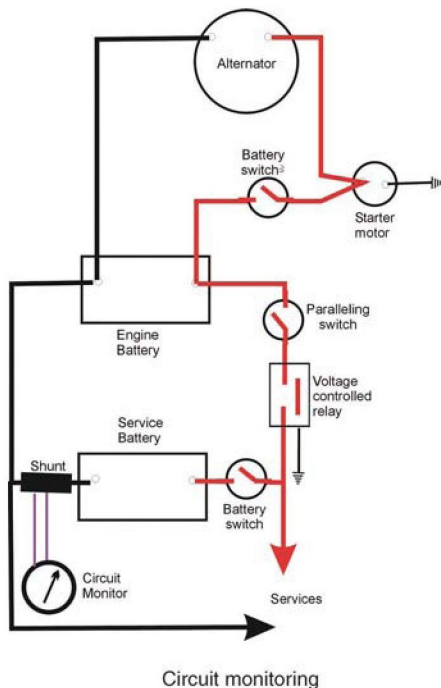 Alternator
Battery
switch
Starter
motor
Paralleling
switch
Engine
Battery
Voltage
controlled
relay
Service
Battery
Shunt
Battery
switch
Circuit
Monitor
Services
Circuit monitoring